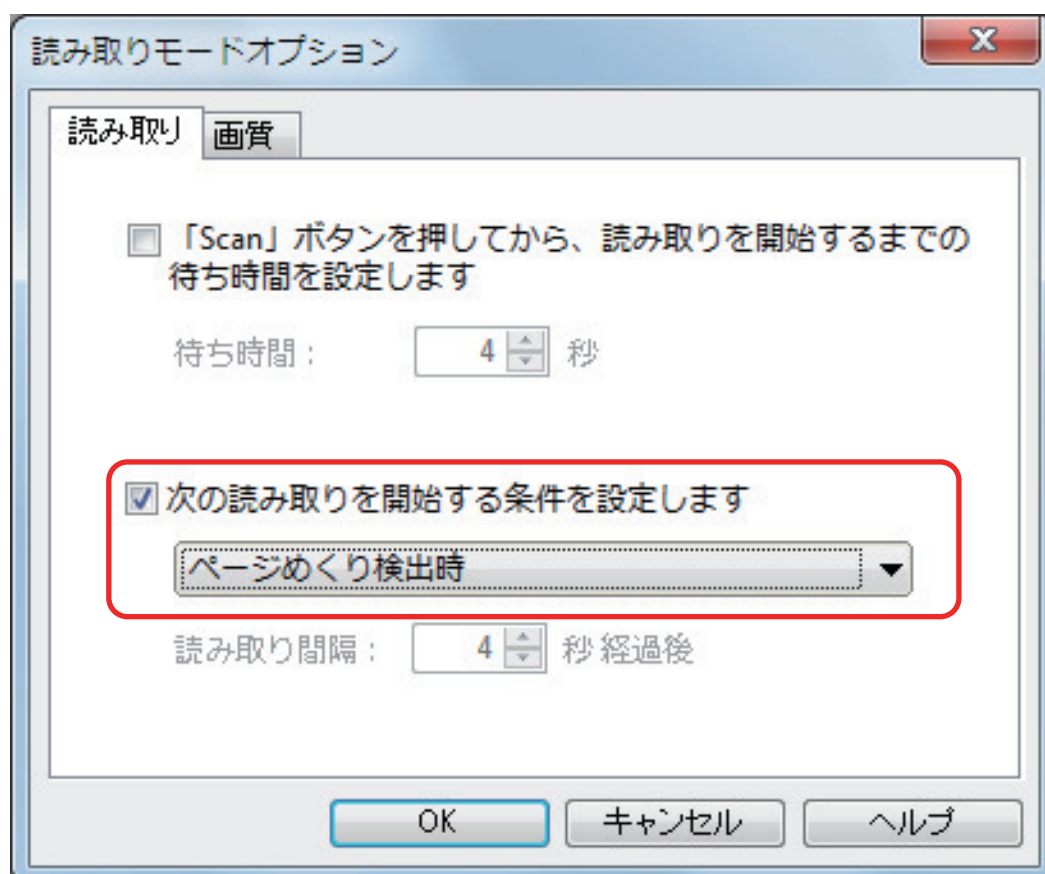 読み取りモードオプション
読み取り 画質
「Scan」ボタンを押してから、読み取りを開始するまでの
待ち時間を設定します
待ち時間： 4 秒
次の読み取りを開始する条件を設定します
ページめくり検出時
読み取り間隔： 4 秒 経過後
OK キャンセル ヘルプ